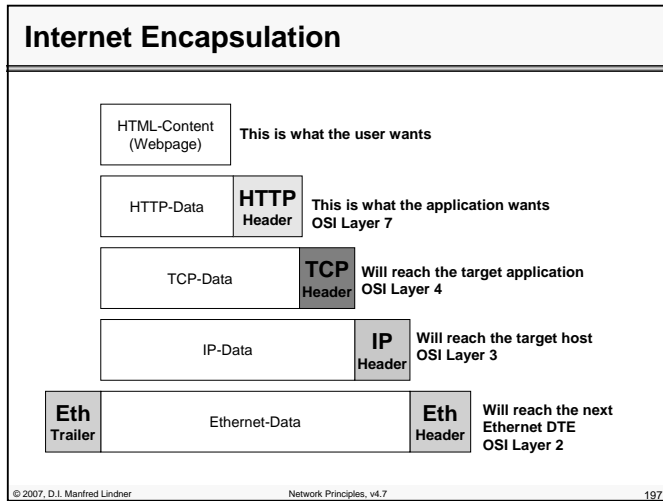 Internet Encapsulation
HTML-Content
(Webpage)
This is what the user wants
HTTP-Data
HTTP
Header
This is what the application wants
OSI Layer 7
TCP-Data
TCP
Header
Will reach the target application
OSI Layer 4
IP-Data
IP
Header
Will reach the target host
OSI Layer 3
Eth
Trailer
Ethernet-Data
Eth
Header
Will reach the next
Ethernet DTE
OSI Layer 2
© 2007, D.I. Manfred Lindner
Network Principles, v4.7
197